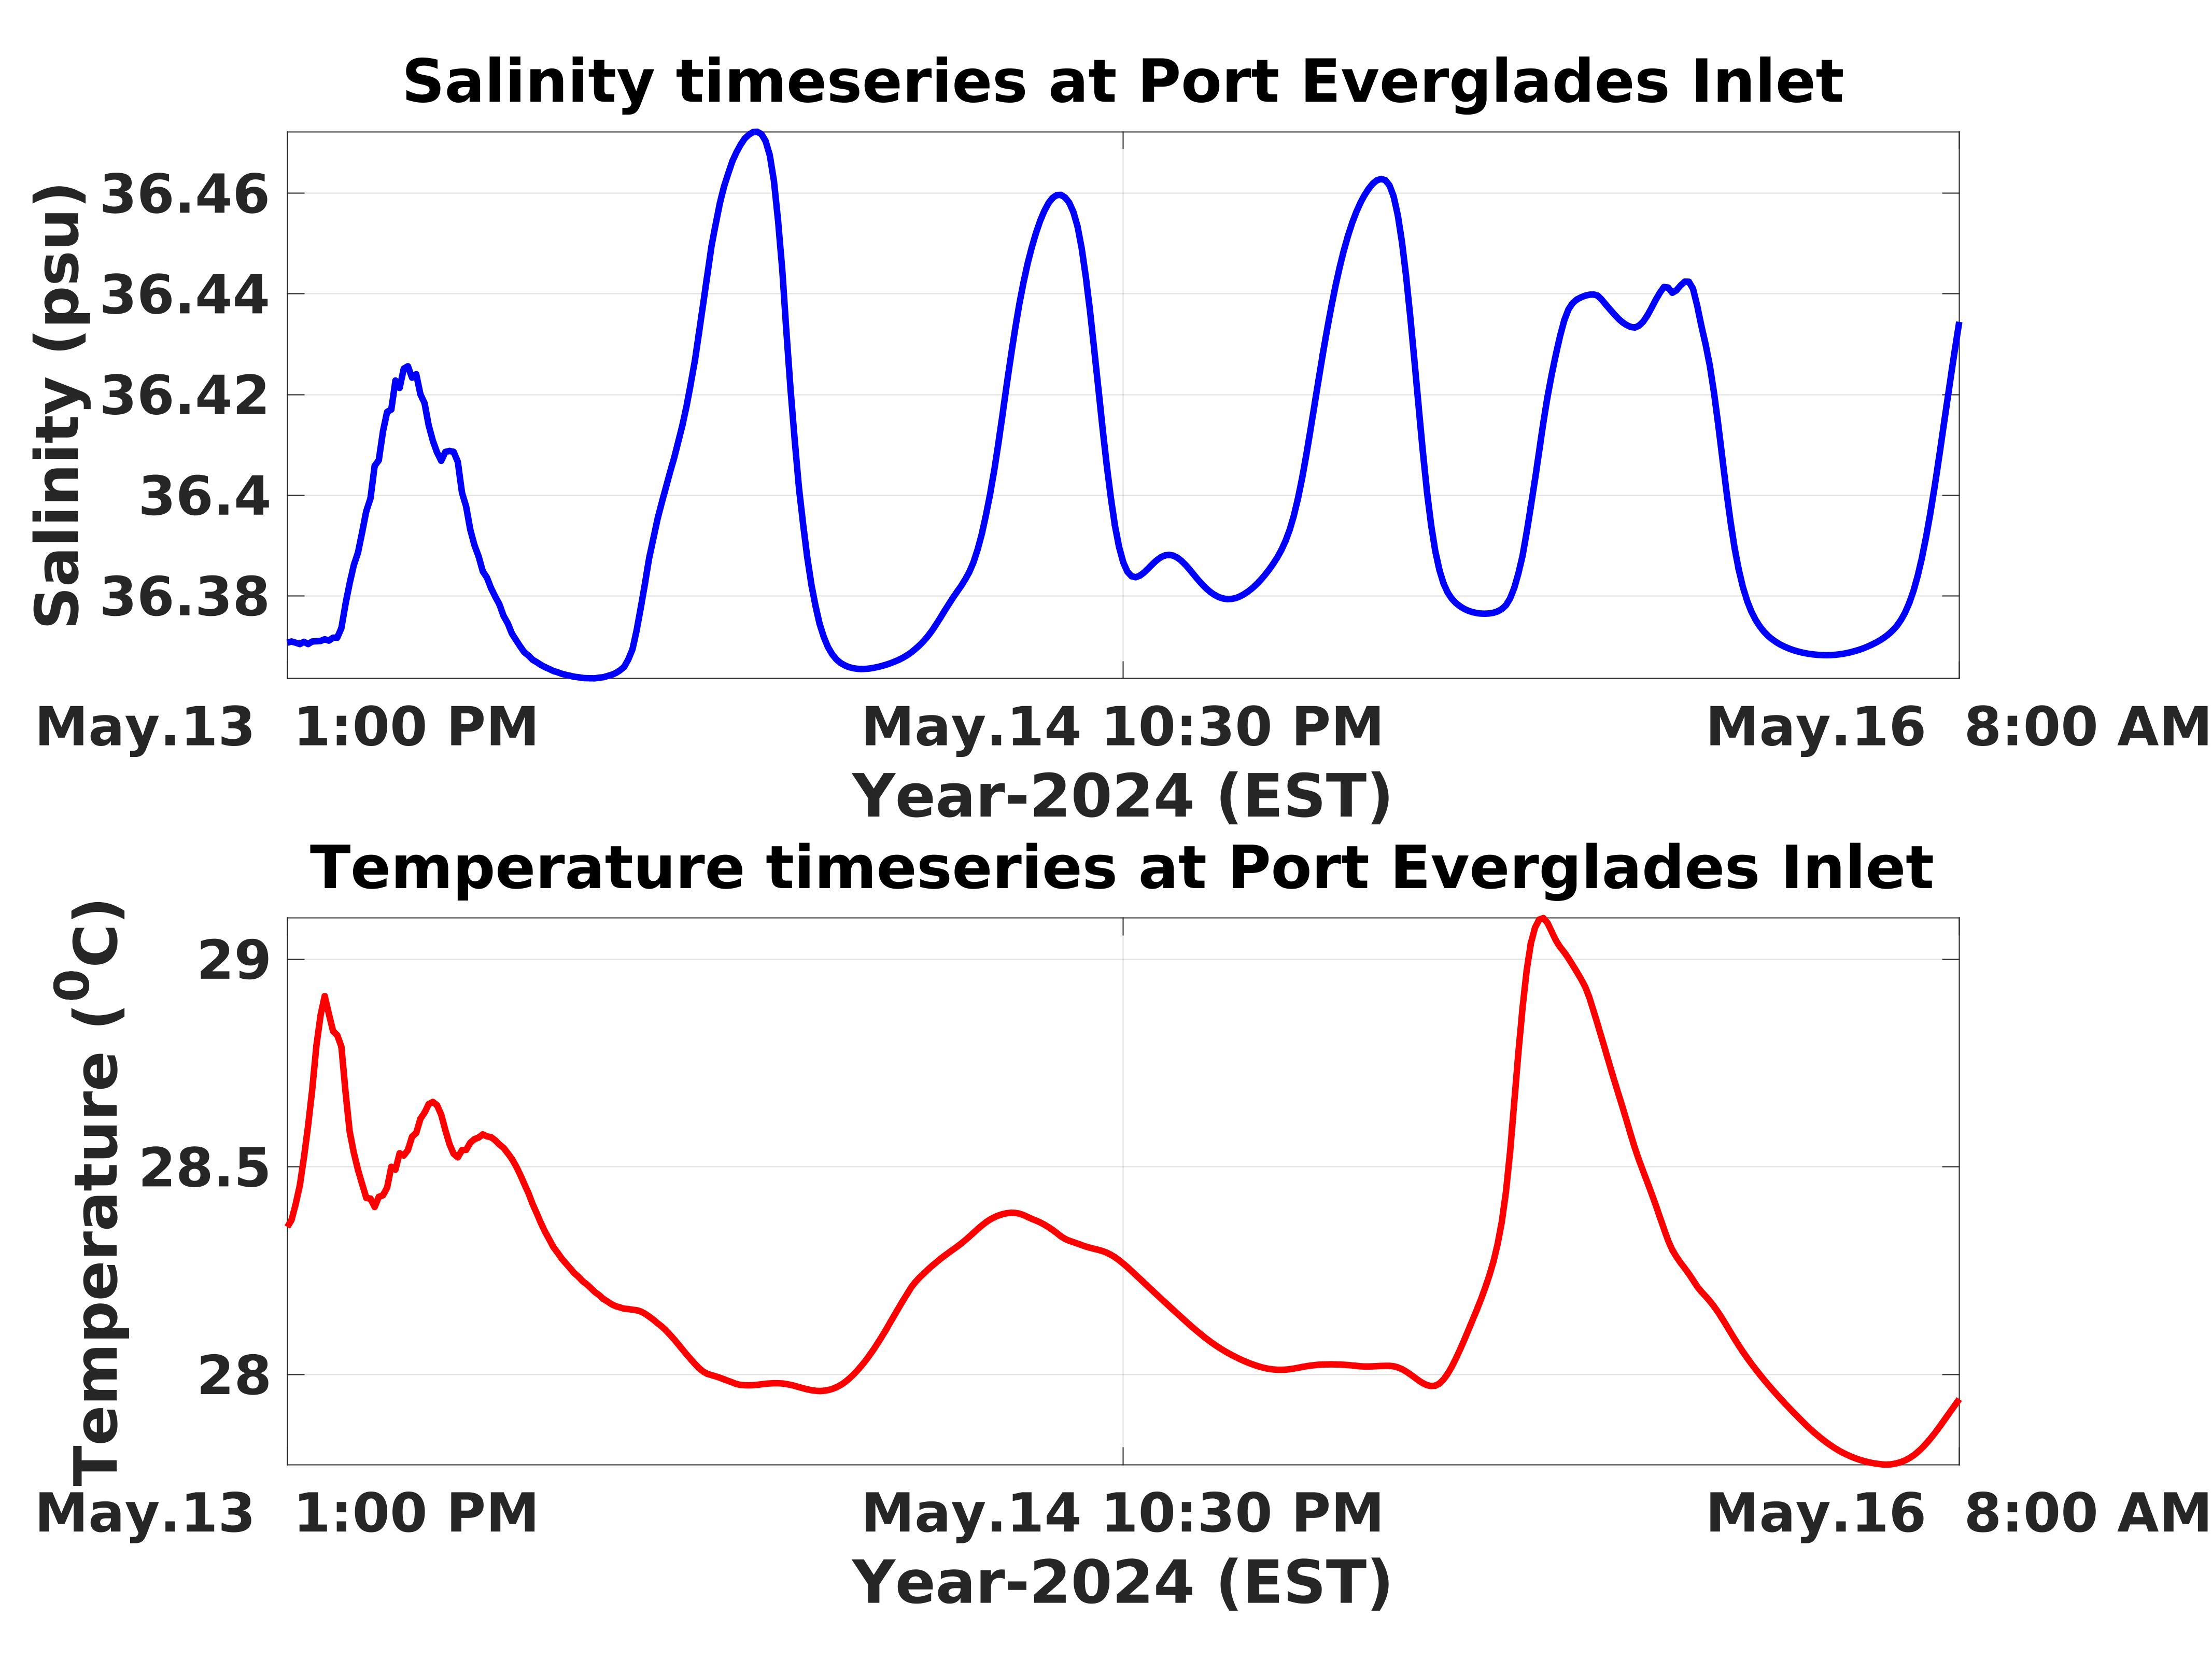 Salinity timeseries at Port Everglades Inlet
Salinity (psu)
36.46
36.44
36.42
36.4
36.38
May.13  1:00 PM
May.14 10:30 PM
May.16  8:00 AM
Year-2024 (EST)
Temperature timeseries at Port Everglades Inlet
Temperature (⁰C)
29
28.5
28
May.13  1:00 PM
May.14 10:30 PM
May.16  8:00 AM
Year-2024 (EST)